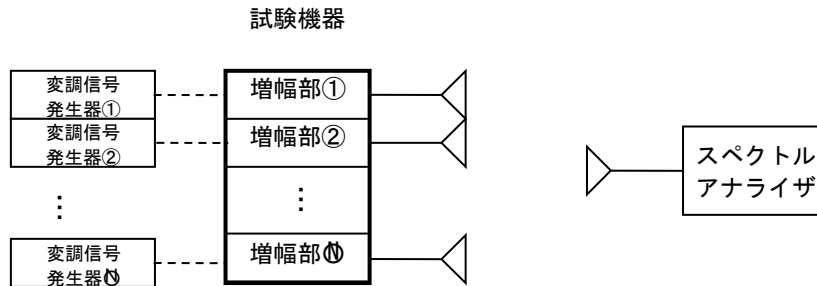 試験機器
変調信号
発生器①
増幅部①
変調信号
発生器②
増幅部②
⋮
⋮
変調信号
発生器Ⓝ
増幅部Ⓝ
スペクトル
アナライザ